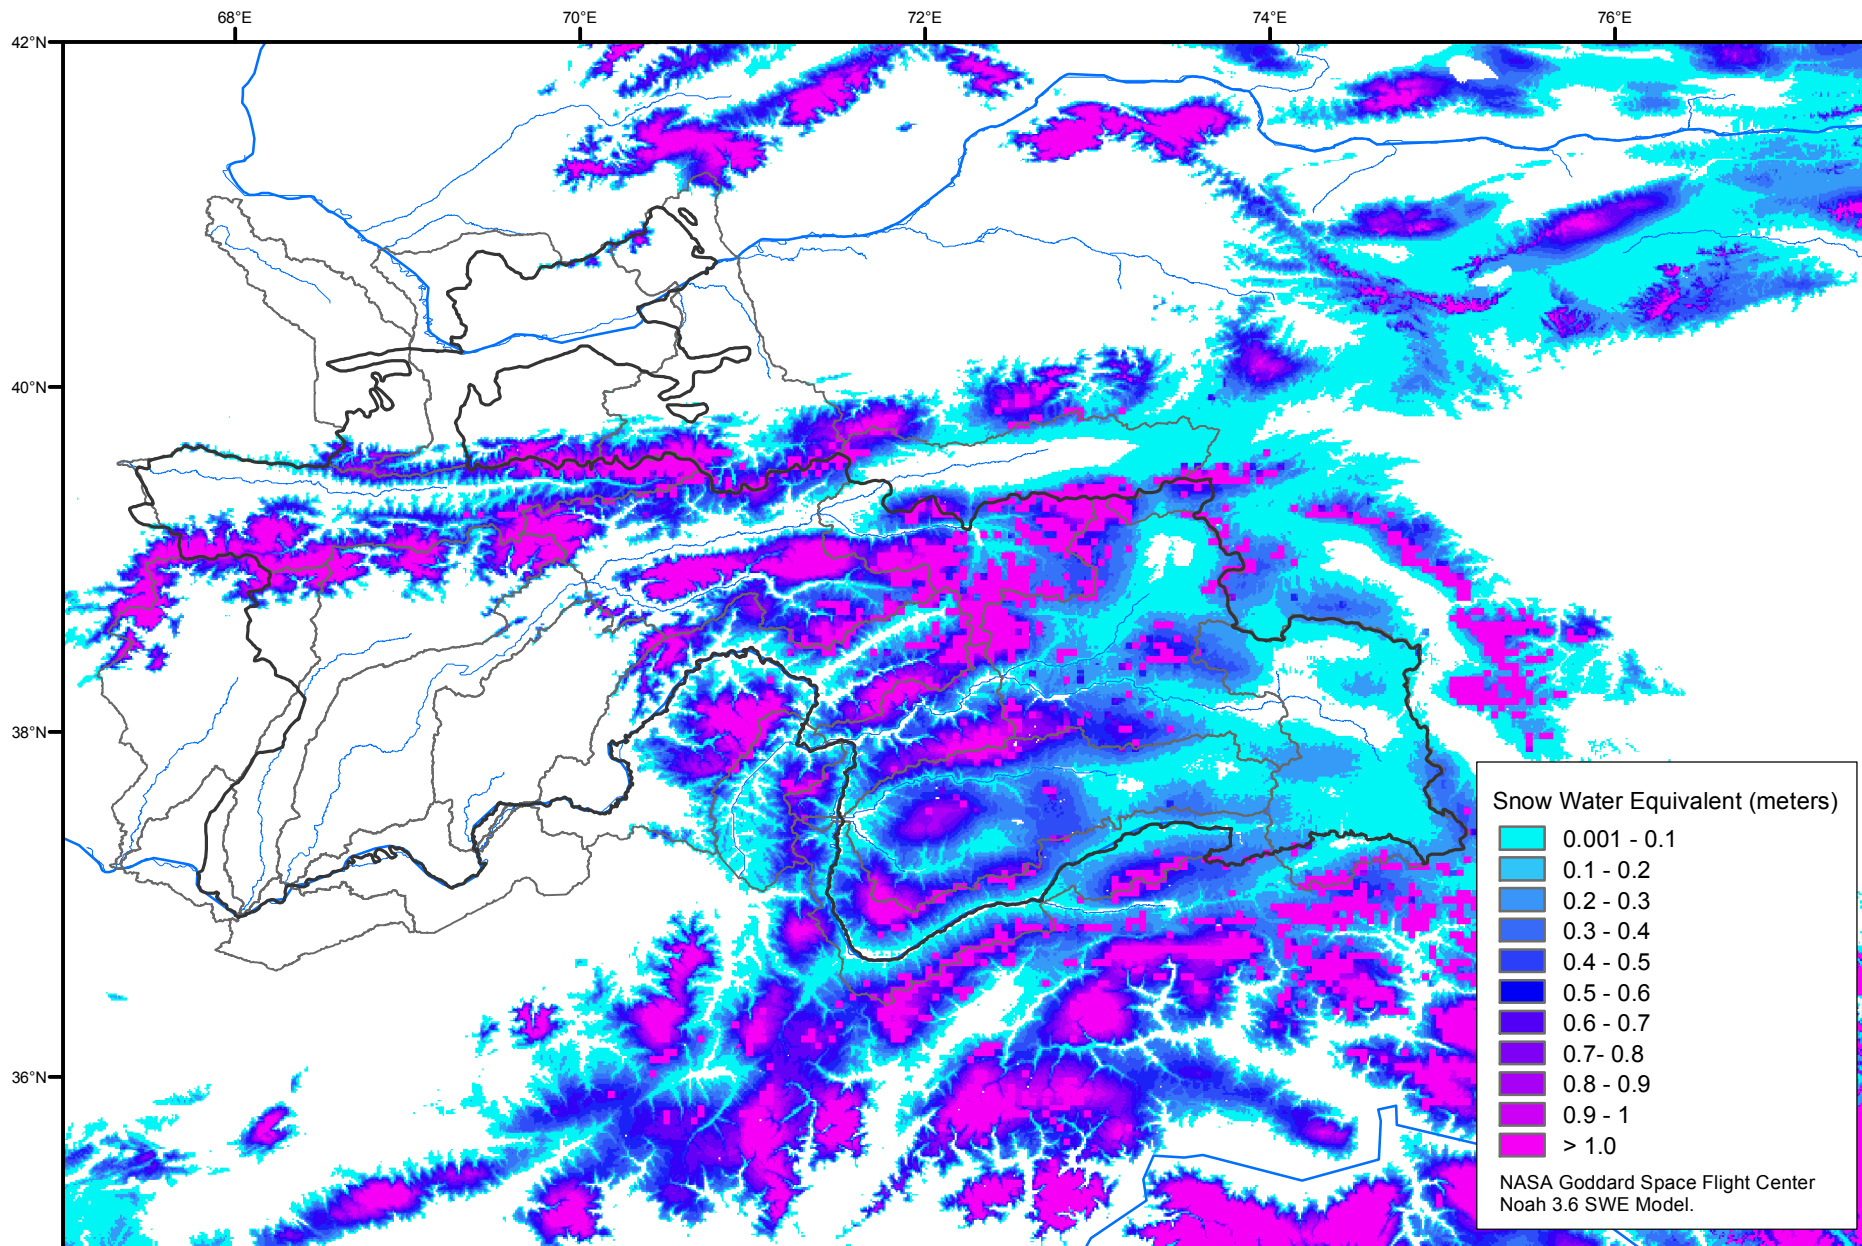 68°E
70°E
72°E
74°E
76°E
42°N
40°N
38°N
36°N
Snow Water Equivalent (meters)
0.001 - 0.1
0.1 - 0.2
0.2 - 0.3
0.3 - 0.4
0.4 - 0.5
0.5 - 0.6
0.6 - 0.7
0.7- 0.8
0.8 - 0.9
0.9 - 1
> 1.0
NASA Goddard Space Flight Center
Noah 3.6 SWE Model.